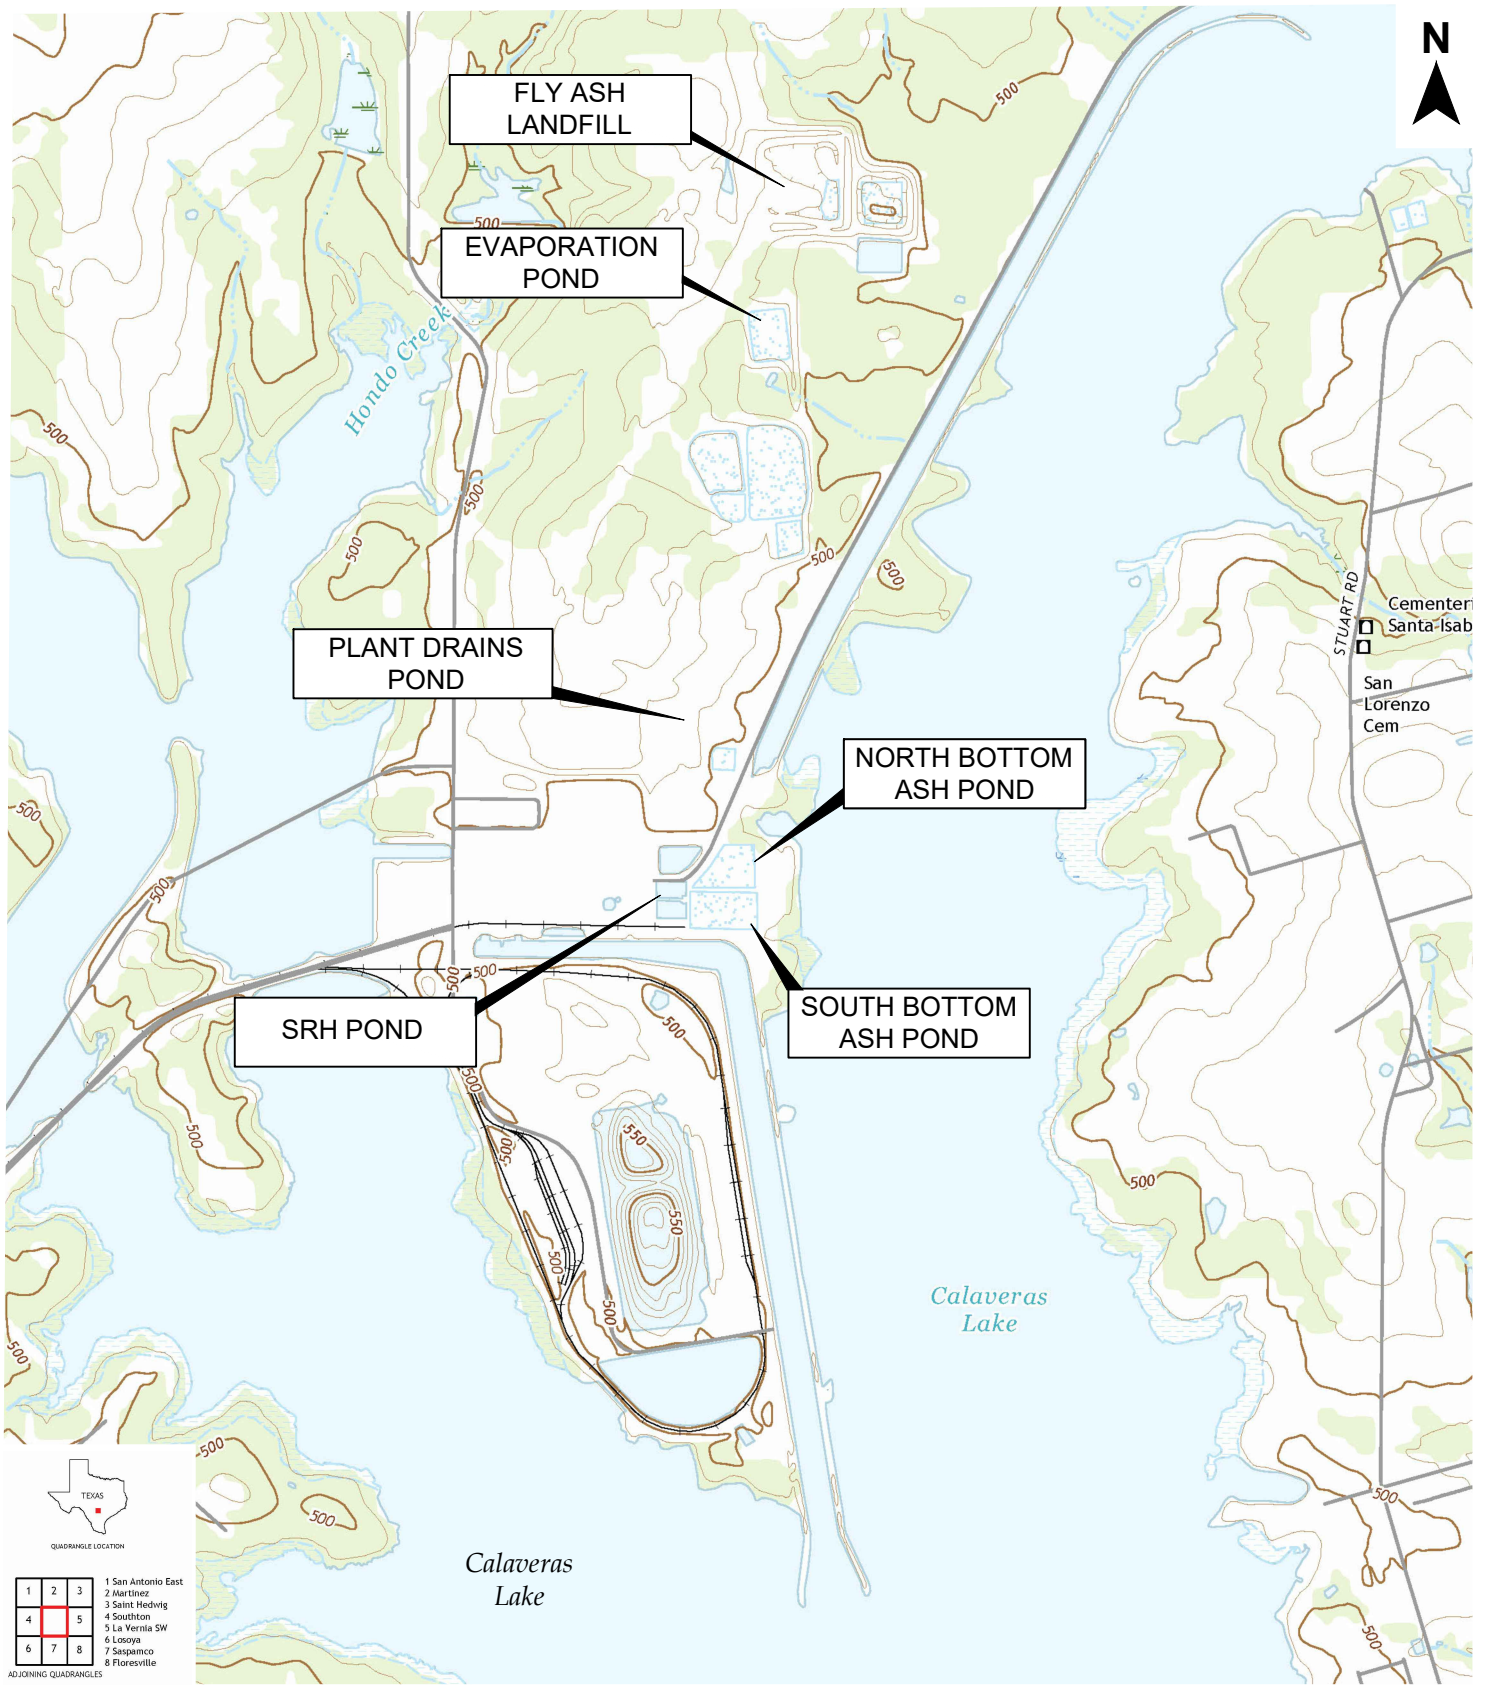 N
500
FLY ASH
LANDFILL
500
EVAPORATION
POND
Hondo Creek
500
500
500
500
500
STUART RD
Cementeri
Santa Isab
San
Lorenzo
Cem
PLANT DRAINS
POND
NORTH BOTTOM
ASH POND
500
500
500
500
SRH POND
SOUTH BOTTOM
ASH POND
500
500
500
500
550
500
550
500
500
500
Calaveras
Lake
500
500
500
500
500
Calaveras
Lake
TEXAS
QUADRANGLE LOCATION
1
2
3
4
5
6
7
8
1 San Antonio East
2 Martinez
3 Saint Hedwig
4 Southton
5 La Vernia SW
6 Losoya
7 Saspamco
8 Floresville
ADJOINING QUADRANGLES